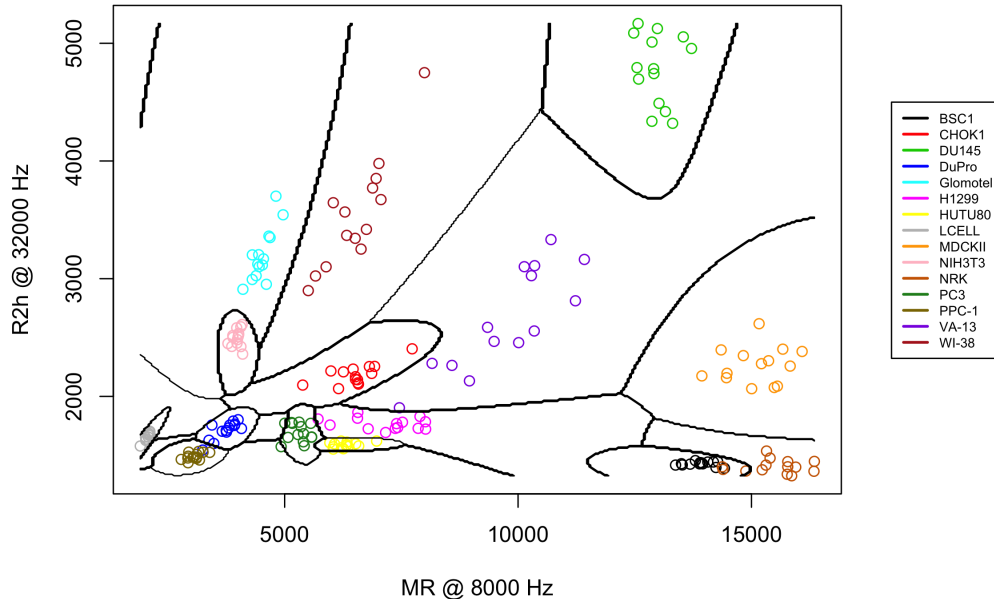 5000
4000
3000
2000
R2h @ 32000 Hz
5000 10000 15000
MR @ 8000 Hz
BSC1
CHOK1
DU145
DuPro
Glomotel
H1299
HUTU80
LCELL
MDCKII
NIH3T3
NRK
PC3
PPC-1
VA-13
WI-38